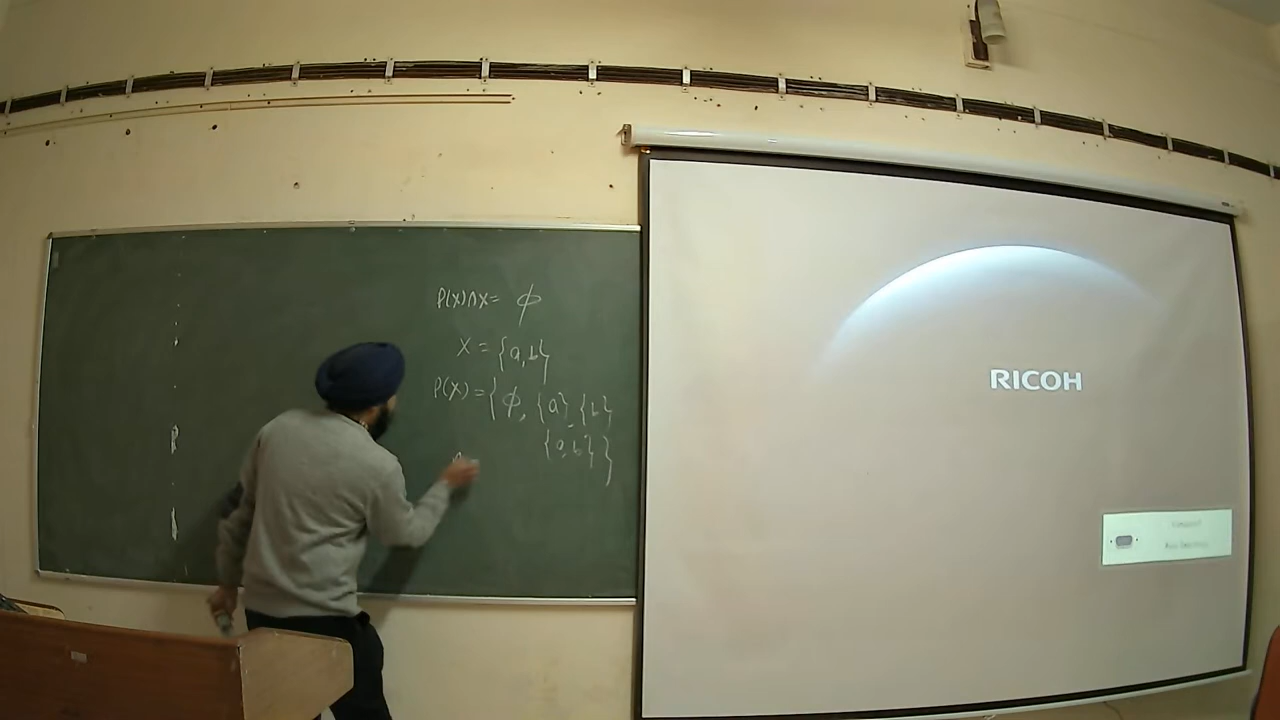 P(X)∩X = ϕ
X = {a,b}
P(X) = {ϕ, {a}, {b}
{a,b}}
RICOH